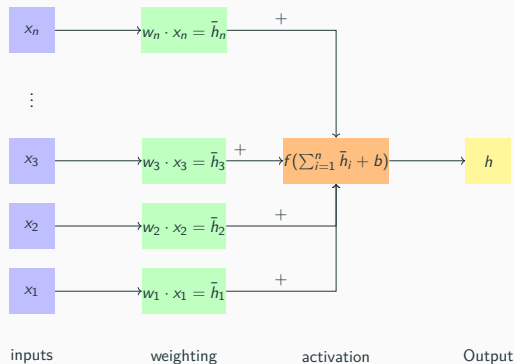 xₙ wₙ · xₙ = h̄ₙ +
⋮
x₃ w₃ · x₃ = h̄₃ + f(∑ⁿᵢ₌₁ h̄ᵢ + b) h
x₂ w₂ · x₂ = h̄₂ +
x₁ w₁ · x₁ = h̄₁ +
inputs weighting activation Output